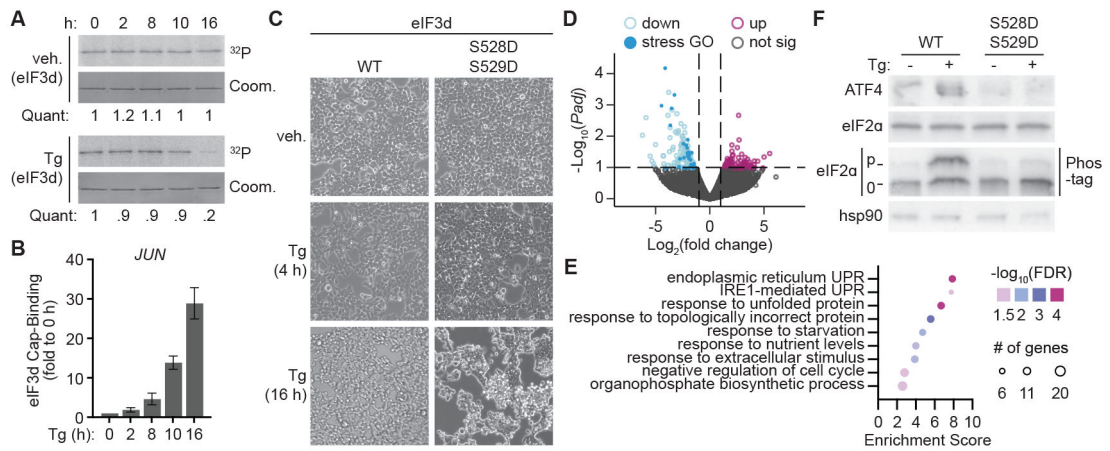 A
h: 0 2 8 10 16
veh.
(eIF3d)
32P
Coom.
Quant: 1 1.2 1.1 1 1
Tg
(eIF3d)
32P
Coom.
Quant: 1 .9 .9 .9 .2
B
JUN
eIF3d Cap-Binding
(fold to 0 h)
40
30
20
10
0
Tg (h): 0 2 8 10 16
C
eIF3d
WT
S528D
S529D
veh.
Tg
(4 h)
Tg
(16 h)
D
down
up
stress GO
not sig
-Log10(Padj)
4
3
2
1
0
-5 0 5
Log2(fold change)
E
endoplasmic reticulum UPR
IRE1-mediated UPR
response to unfolded protein
response to topologically incorrect protein
response to starvation
response to nutrient levels
response to extracellular stimulus
negative regulation of cell cycle
organophosphate biosynthetic process
0 2 4 6 8 10
Enrichment Score
-log10(FDR)
1.5 2 3 4
# of genes
6 11 20
F
WT
S528D
S529D
Tg: - + - +
ATF4
eIF2α
eIF2α
p-
0-
Phos
-tag
hsp90